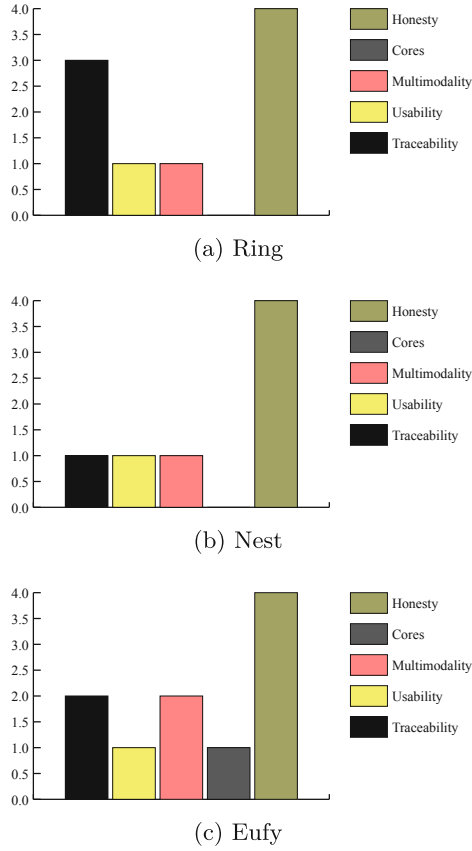 4.0
3.5
3.0
2.5
2.0
1.5
1.0
0.5
0.0
Honesty
Cores
Multimodality
Usability
Traceability
(a) Ring
4.0
3.5
3.0
2.5
2.0
1.5
1.0
0.5
0.0
Honesty
Cores
Multimodality
Usability
Traceability
(b) Nest
4.0
3.5
3.0
2.5
2.0
1.5
1.0
0.5
0.0
Honesty
Cores
Multimodality
Usability
Traceability
(c) Eufy